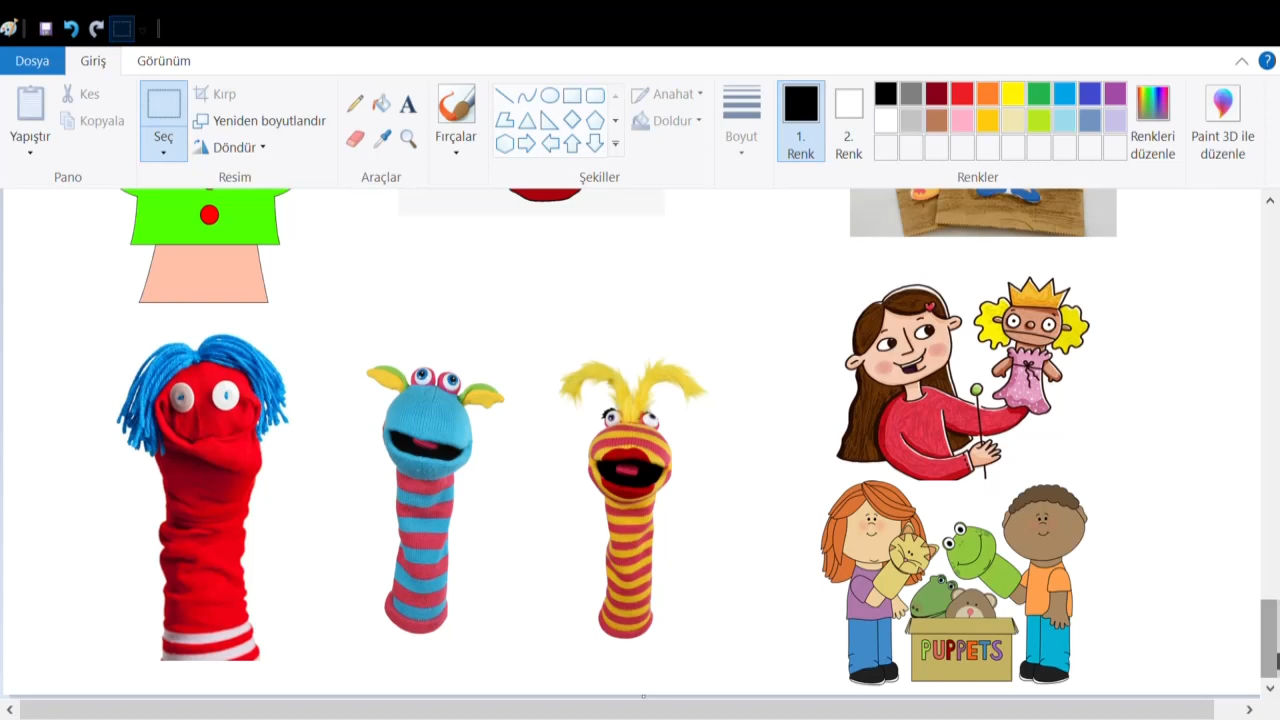 Dosya Giriş Görünüm
Yapıştır
Kes
Kopyala
Pano
Seç
Kırp
Yeniden boyutlandır
Döndür
Resim
A
Araçlar
Fırçalar
Şekiller
Anahat
Doldur
Boyut
1.
Renk
2.
Renk
Renkler
Renkleri
düzenle
Paint 3D ile
düzenle
?
PUPPETS